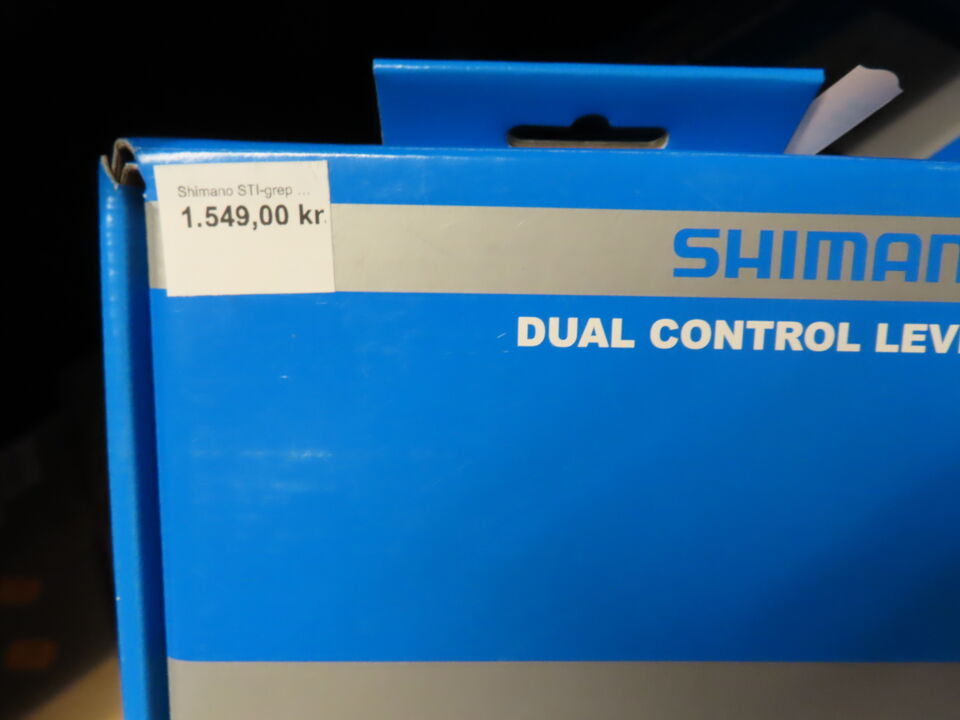 Shimano STI-grep ...
1.549,00 kr.
SHIMAN
DUAL CONTROL LEV